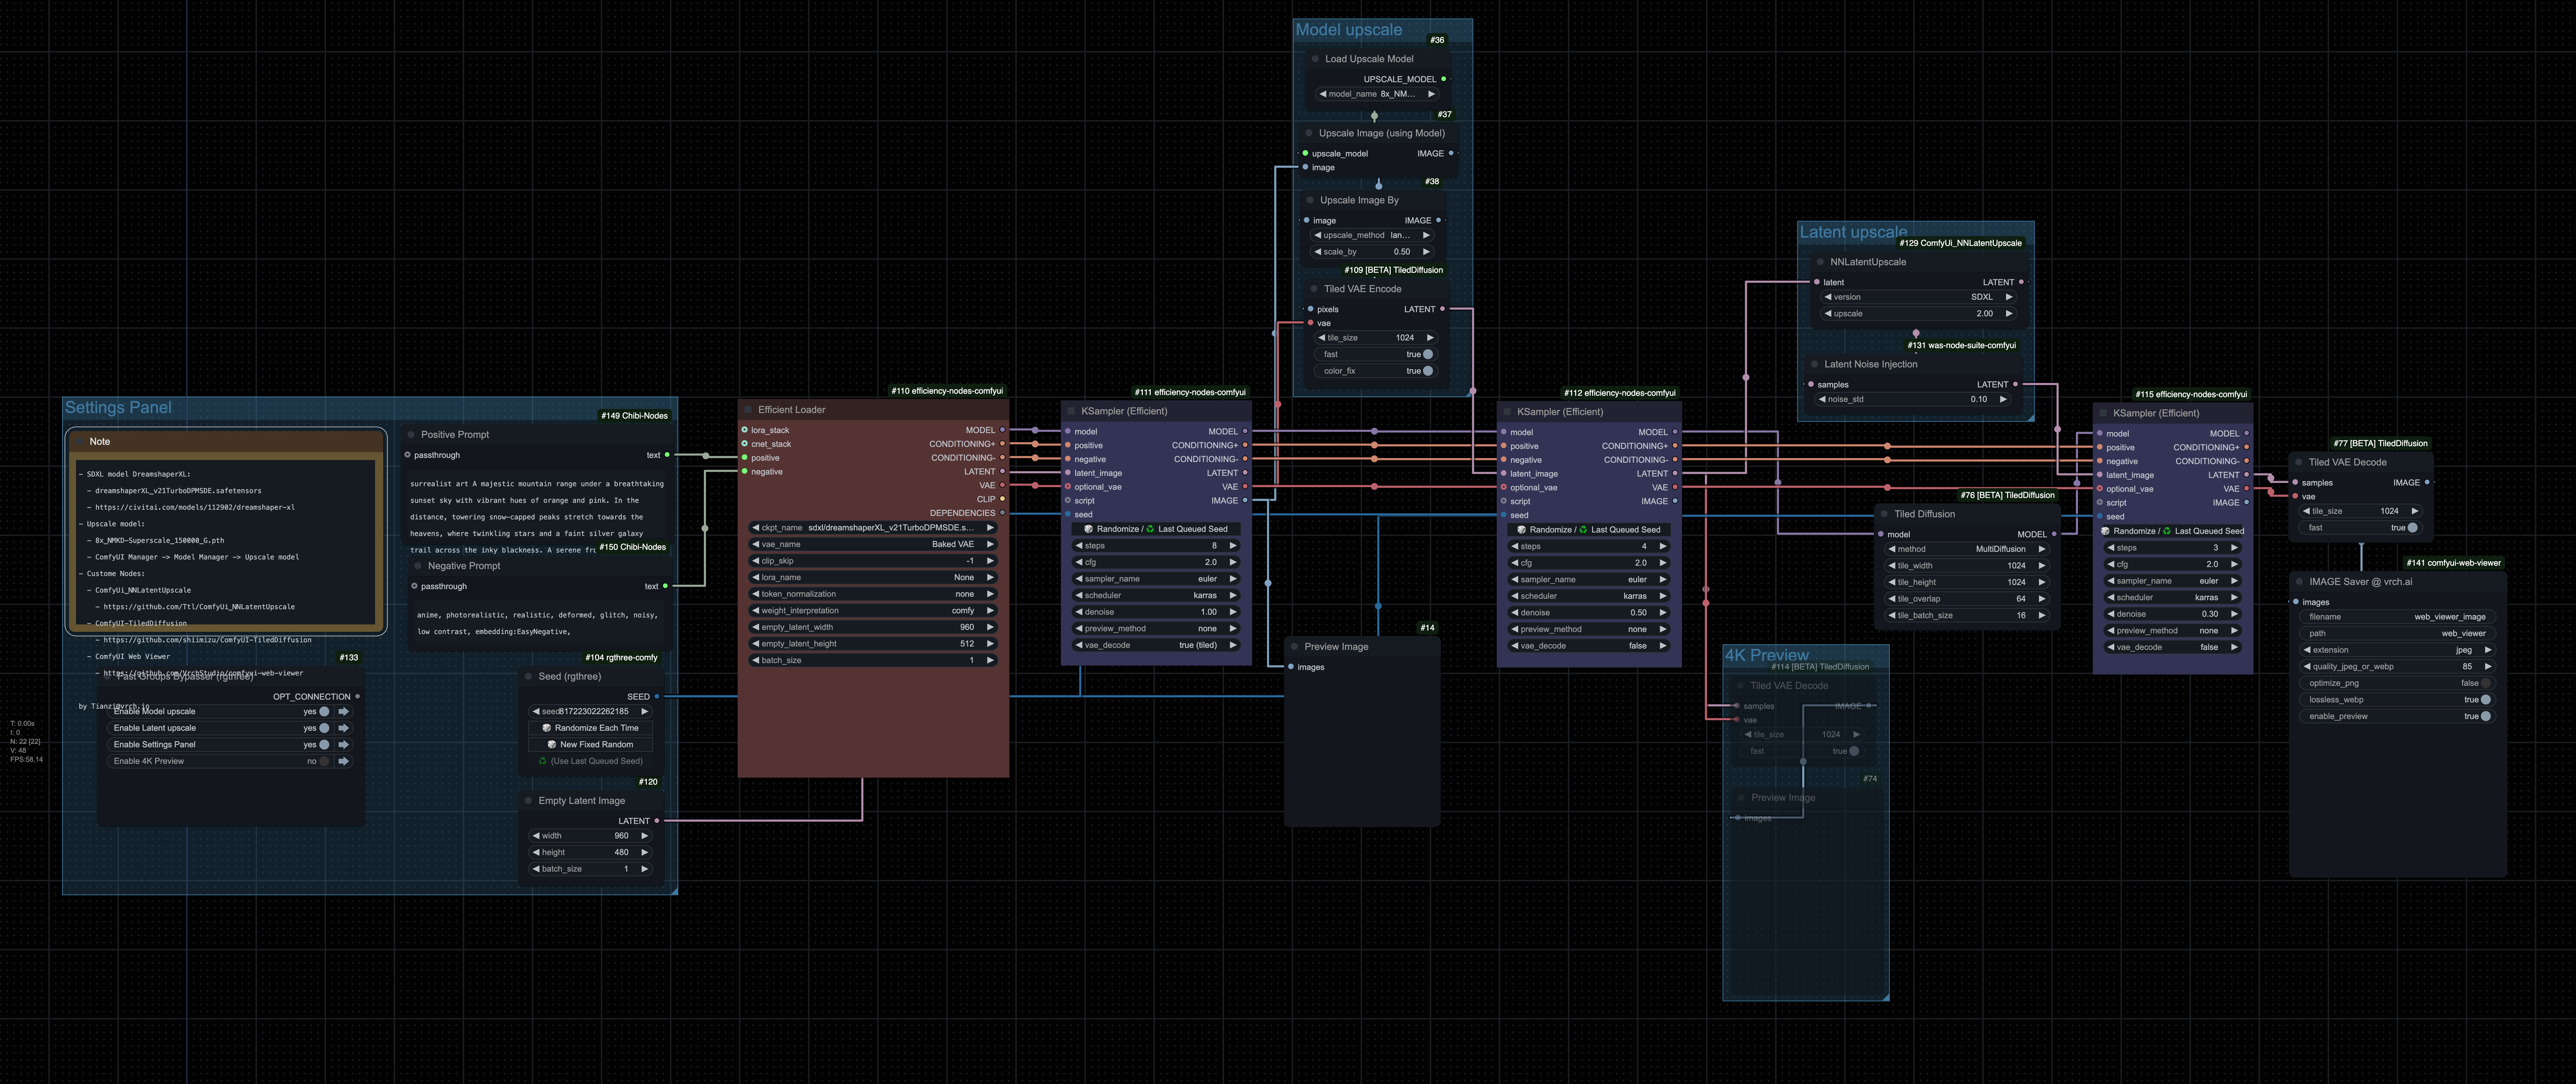 Model upscale
#36
Load Upscale Model
UPSCALE_MODEL
model_name 8x_NM...
#37
Upscale Image (using Model)
upscale_model IMAGE
image
#38
Upscale Image By
image IMAGE
upscale_method lan...
scale_by 0.50
#109 [BETA] TiledDiffusion
Tiled VAE Encode
pixels LATENT
vae
tile_size 1024
fast true
color_fix true
Latent upscale
#129 ComfyUi_NNLatentUpscale
NNLatentUpscale
latent LATENT
version SDXL
upscale 2.00
#131 was-node-suite-comfyui
Latent Noise Injection
samples LATENT
noise_std 0.10
Settings Panel
Note
– SDXL model DreamshaperXL:
– dreamshaperXL_v21TurboDPMSDE.safetensors
– https://civitai.com/models/112902/dreamshaper-xl
– Upscale model:
– 8x_NMKD-Superscale_150000_G.pth
– ComfyUI Manager –> Model Manager –> Upscale model
– Custome Nodes:
– ComfyUi_NNLatentUpscale
– https://github.com/Ttl/ComfyUi_NNLatentUpscale
– ComfyUI-TiledDiffusion
– https://github.com/shiimizu/ComfyUI-TiledDiffusion
– ComfyUI Web Viewer
– https://github.com/VrchStudio/comfyui-web-viewer
by Tianzi@vrch.io
#149 Chibi-Nodes
Positive Prompt
passthrough text
surrealist art A majestic mountain range under a breathtaking
sunset sky with vibrant hues of orange and pink. In the
distance, towering snow-capped peaks stretch towards the
heavens, where twinkling stars and a faint silver galaxy
trail across the inky blackness. A serene fr
#150 Chibi-Nodes
Negative Prompt
passthrough text
anime, photorealistic, realistic, deformed, glitch, noisy,
low contrast, embedding:EasyNegative,
#133
Fast Groups Bypasser (rgthree)
OPT_CONNECTION
Enable Model upscale yes
Enable Latent upscale yes
Enable Settings Panel yes
Enable 4K Preview no
#104 rgthree-comfy
Seed (rgthree)
SEED
seed 817223022262185
Randomize Each Time
New Fixed Random
(Use Last Queued Seed)
#120
Empty Latent Image
LATENT
width 960
height 480
batch_size 1
T: 0.00s
I: 0
N: 22 [22]
V: 48
FPS:58.14
#110 efficiency-nodes-comfyui
Efficient Loader
lora_stack MODEL
cnet_stack CONDITIONING+
positive CONDITIONING-
negative LATENT
VAE
CLIP
DEPENDENCIES
ckpt_name sdxl/dreamshaperXL_v21TurboDPMSDE.s...
vae_name Baked VAE
clip_skip -1
lora_name None
token_normalization none
weight_interpretation comfy
empty_latent_width 960
empty_latent_height 512
batch_size 1
#111 efficiency-nodes-comfyui
KSampler (Efficient)
model MODEL
positive CONDITIONING+
negative CONDITIONING-
latent_image LATENT
optional_vae VAE
script IMAGE
seed
Randomize / Last Queued Seed
steps 8
cfg 2.0
sampler_name euler
scheduler karras
denoise 1.00
preview_method none
vae_decode true (tiled)
#14
Preview Image
images
#112 efficiency-nodes-comfyui
KSampler (Efficient)
model MODEL
positive CONDITIONING+
negative CONDITIONING-
latent_image LATENT
optional_vae VAE
script IMAGE
seed
Randomize / Last Queued Seed
steps 4
cfg 2.0
sampler_name euler
scheduler karras
denoise 0.50
preview_method none
vae_decode false
4K Preview
#114 [BETA] TiledDiffusion
Tiled VAE Decode
samples IMAGE
vae
tile_size 1024
fast true
#74
Preview Image
images
#76 [BETA] TiledDiffusion
Tiled Diffusion
model MODEL
method MultiDiffusion
tile_width 1024
tile_height 1024
tile_overlap 64
tile_batch_size 16
#115 efficiency-nodes-comfyui
KSampler (Efficient)
model MODEL
positive CONDITIONING+
negative CONDITIONING-
latent_image LATENT
optional_vae VAE
script IMAGE
seed
Randomize / Last Queued Seed
steps 3
cfg 2.0
sampler_name euler
scheduler karras
denoise 0.30
preview_method none
vae_decode false
#77 [BETA] TiledDiffusion
Tiled VAE Decode
samples IMAGE
vae
tile_size 1024
fast true
#141 comfyui-web-viewer
IMAGE Saver @ vrch.ai
images
filename web_viewer_image
path web_viewer
extension jpeg
quality_jpeg_or_webp 85
optimize_png false
lossless_webp true
enable_preview true